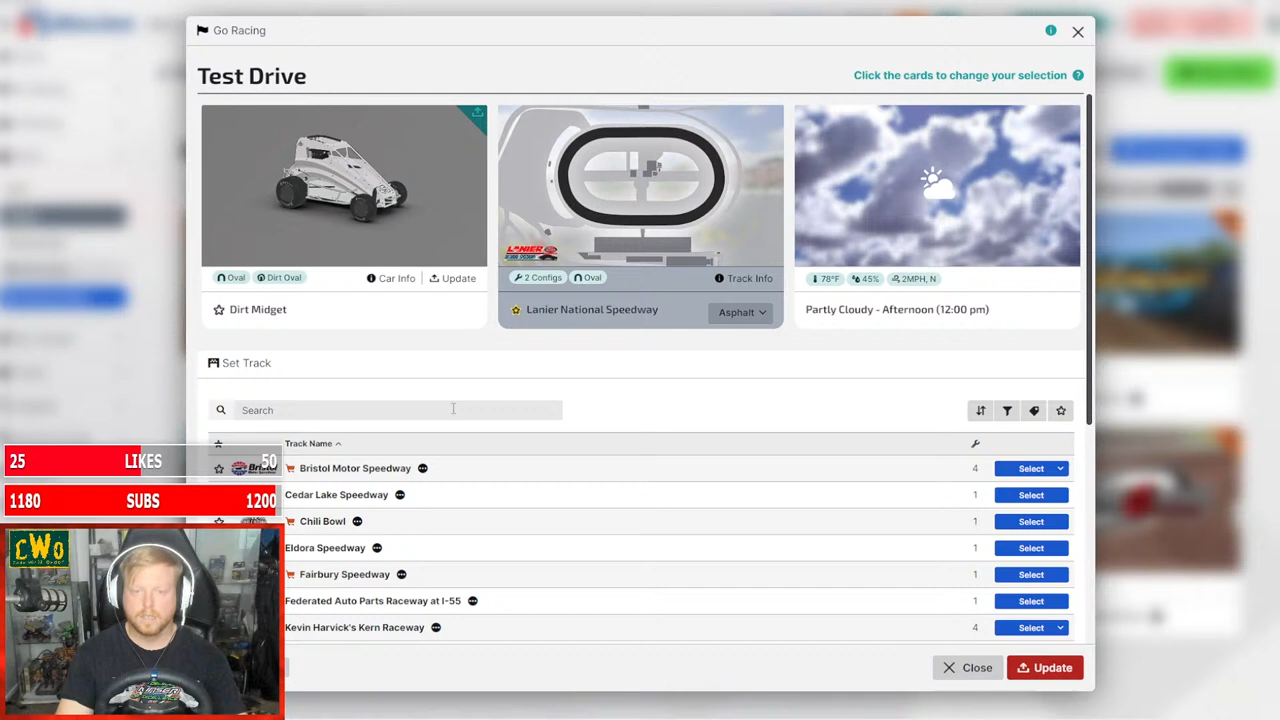 Go Racing
Test Drive
Click the cards to change your selection
Oval Dirt Oval Car Info Update
Dirt Midget
LANIER
2 Configs Oval Track Info
Lanier National Speedway Asphalt
78°F 45% 2MPH, N
Partly Cloudy - Afternoon (12:00 pm)
Set Track
Search
Track Name
Bristol Motor Speedway 4 Select
Cedar Lake Speedway 1 Select
Chili Bowl 1 Select
Eldora Speedway 1 Select
Fairbury Speedway 1 Select
Federated Auto Parts Raceway at I-55 1 Select
Kevin Harvick's Kern Raceway 4 Select
Close Update
25 LIKES 50
1180 SUBS 1200
CWO